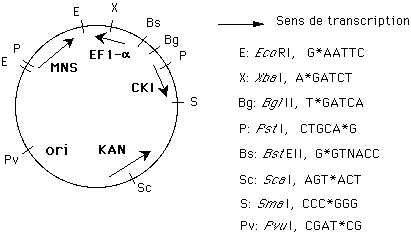 E
X
Bs
Bg
P
S
Sc
Pv
E
P
EF1-α
MNS
CKI
ori
KAN
Sens de transcription
E: EcoRI, G*AATTC
X: XbaI, A*GATCT
Bg: BglII, T*GATCA
P: PstI, CTGCA*G
Bs: BstEII, G*GTNACC
Sc: ScaI, AGT*ACT
S: SmaI, CCC*GGG
Pv: PvuI, CGAT*CG